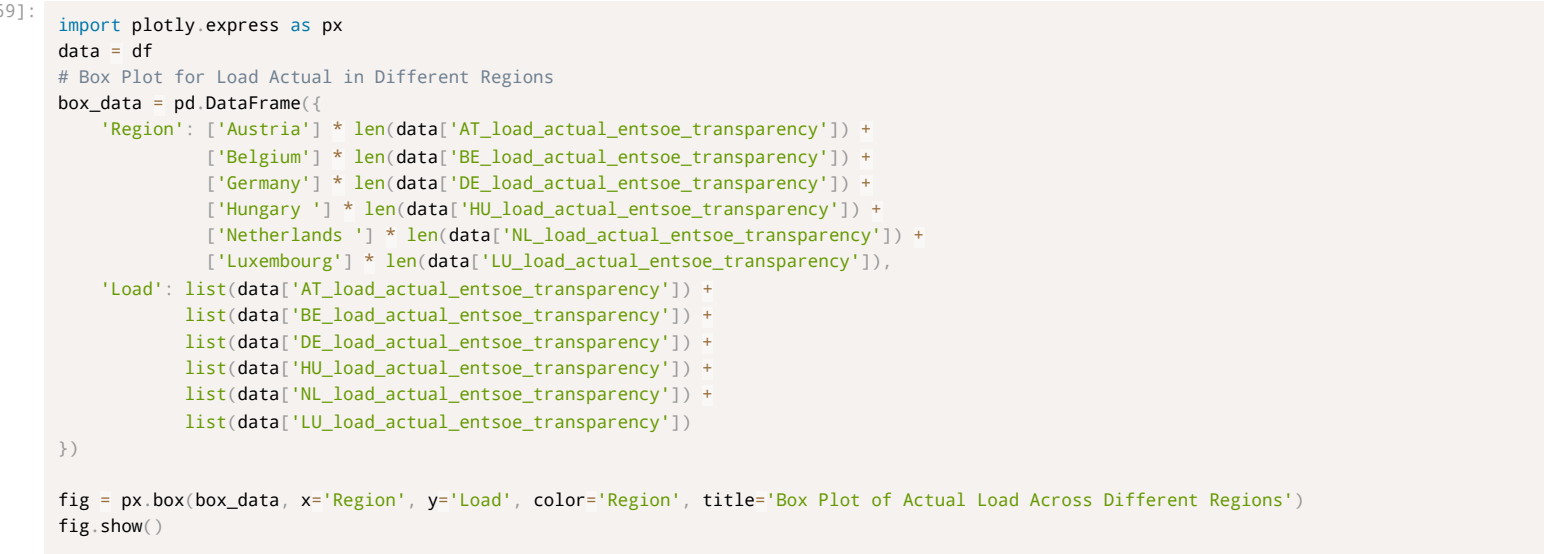 59]:
import plotly.express as px
data = df
# Box Plot for Load Actual in Different Regions
box_data = pd.DataFrame({
    'Region': ['Austria'] * len(data['AT_load_actual_entsoe_transparency']) +
              ['Belgium'] * len(data['BE_load_actual_entsoe_transparency']) +
              ['Germany'] * len(data['DE_load_actual_entsoe_transparency']) +
              ['Hungary '] * len(data['HU_load_actual_entsoe_transparency']) +
              ['Netherlands '] * len(data['NL_load_actual_entsoe_transparency']) +
              ['Luxembourg'] * len(data['LU_load_actual_entsoe_transparency']),
    'Load': list(data['AT_load_actual_entsoe_transparency']) +
            list(data['BE_load_actual_entsoe_transparency']) +
            list(data['DE_load_actual_entsoe_transparency']) +
            list(data['HU_load_actual_entsoe_transparency']) +
            list(data['NL_load_actual_entsoe_transparency']) +
            list(data['LU_load_actual_entsoe_transparency'])
})
fig = px.box(box_data, x='Region', y='Load', color='Region', title='Box Plot of Actual Load Across Different Regions')
fig.show()